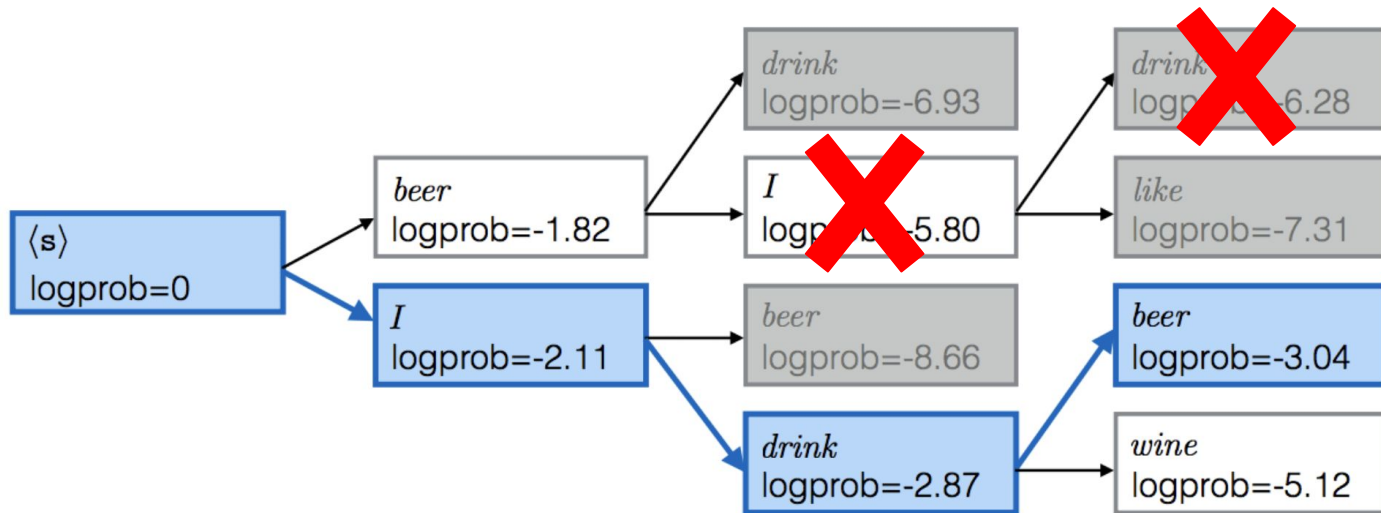 ⟨s⟩
logprob=0
beer
logprob=-1.82
I
logprob=-2.11
drink
logprob=-6.93
I
-5.80
beer
logprob=-8.66
drink
logprob=-2.87
drink
-6.28
like
logprob=-7.31
beer
logprob=-3.04
wine
logprob=-5.12